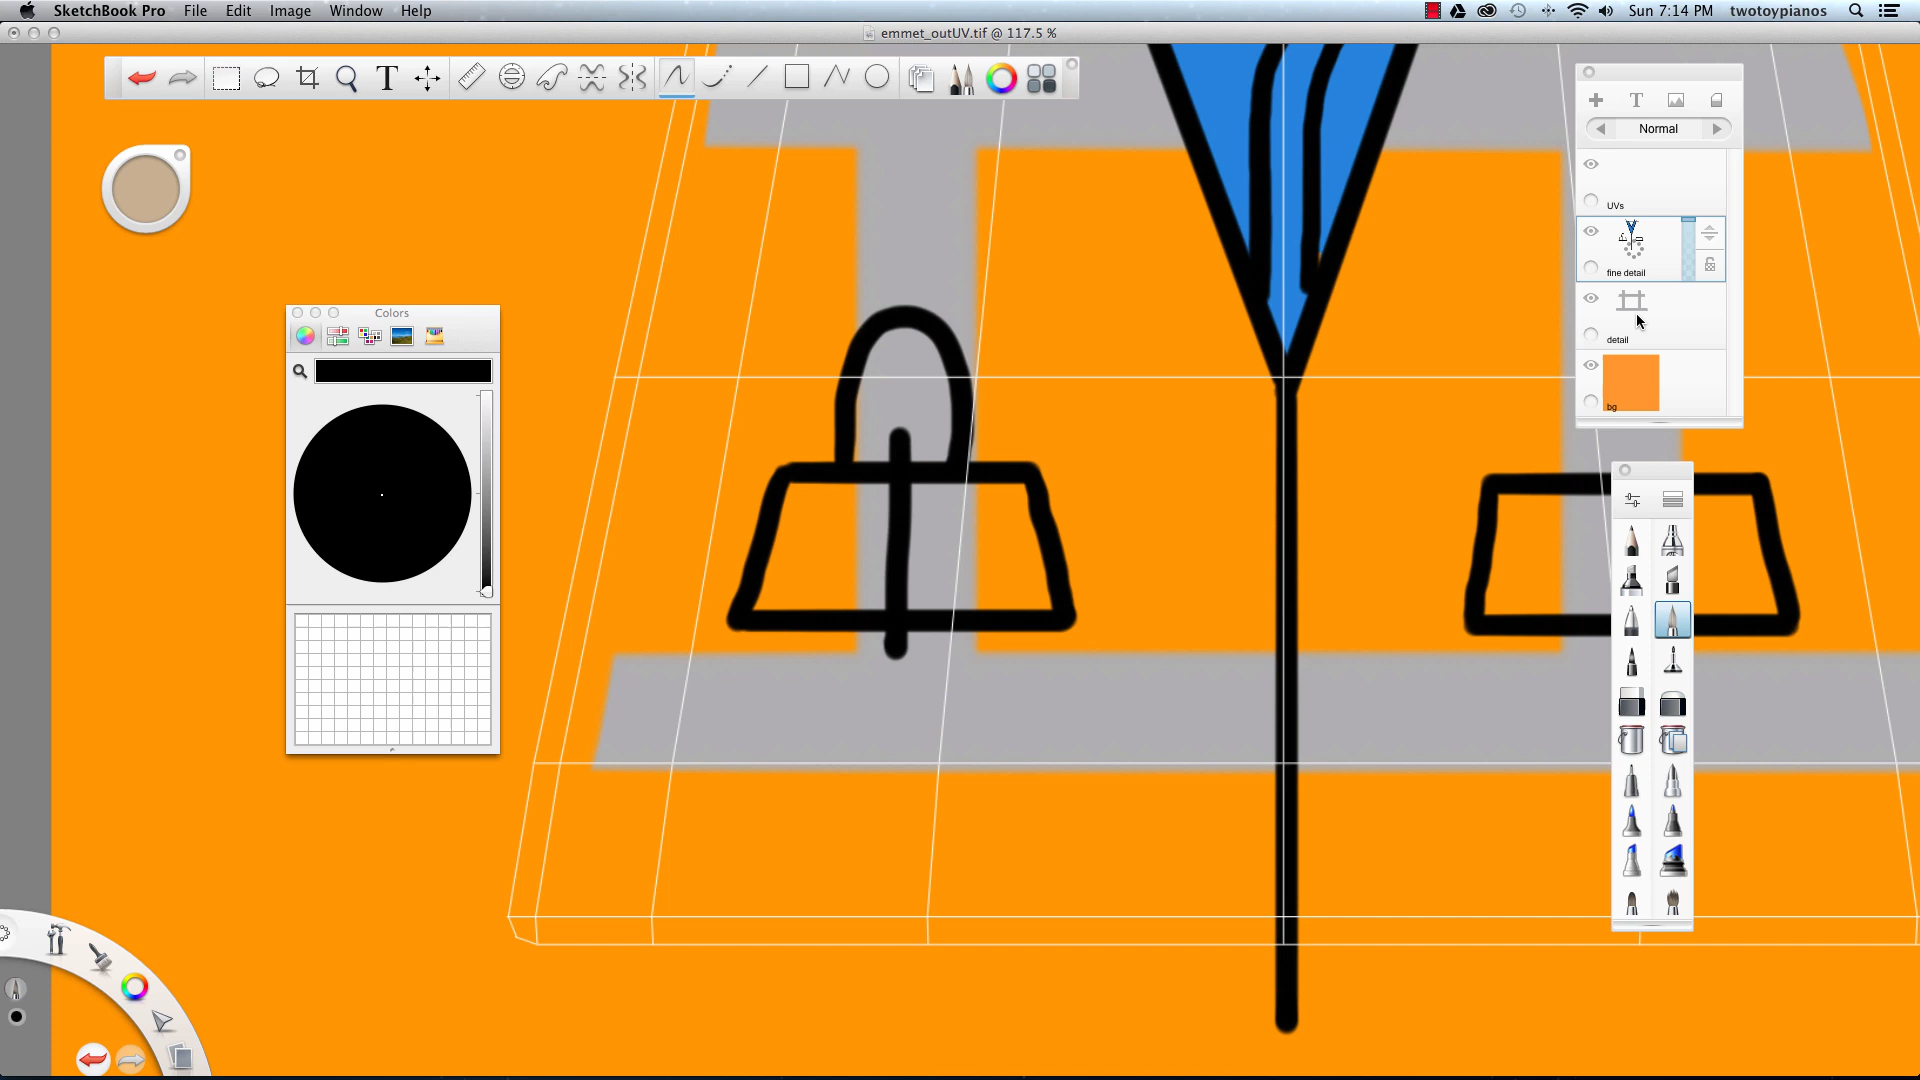 SketchBook Pro File Edit Image Window Help Sun 7:14 PM twotoypianos
emmet_outUV.tif @ 117.5 %
T
T
Normal
UVs
fine detail
detail
bg
Colors